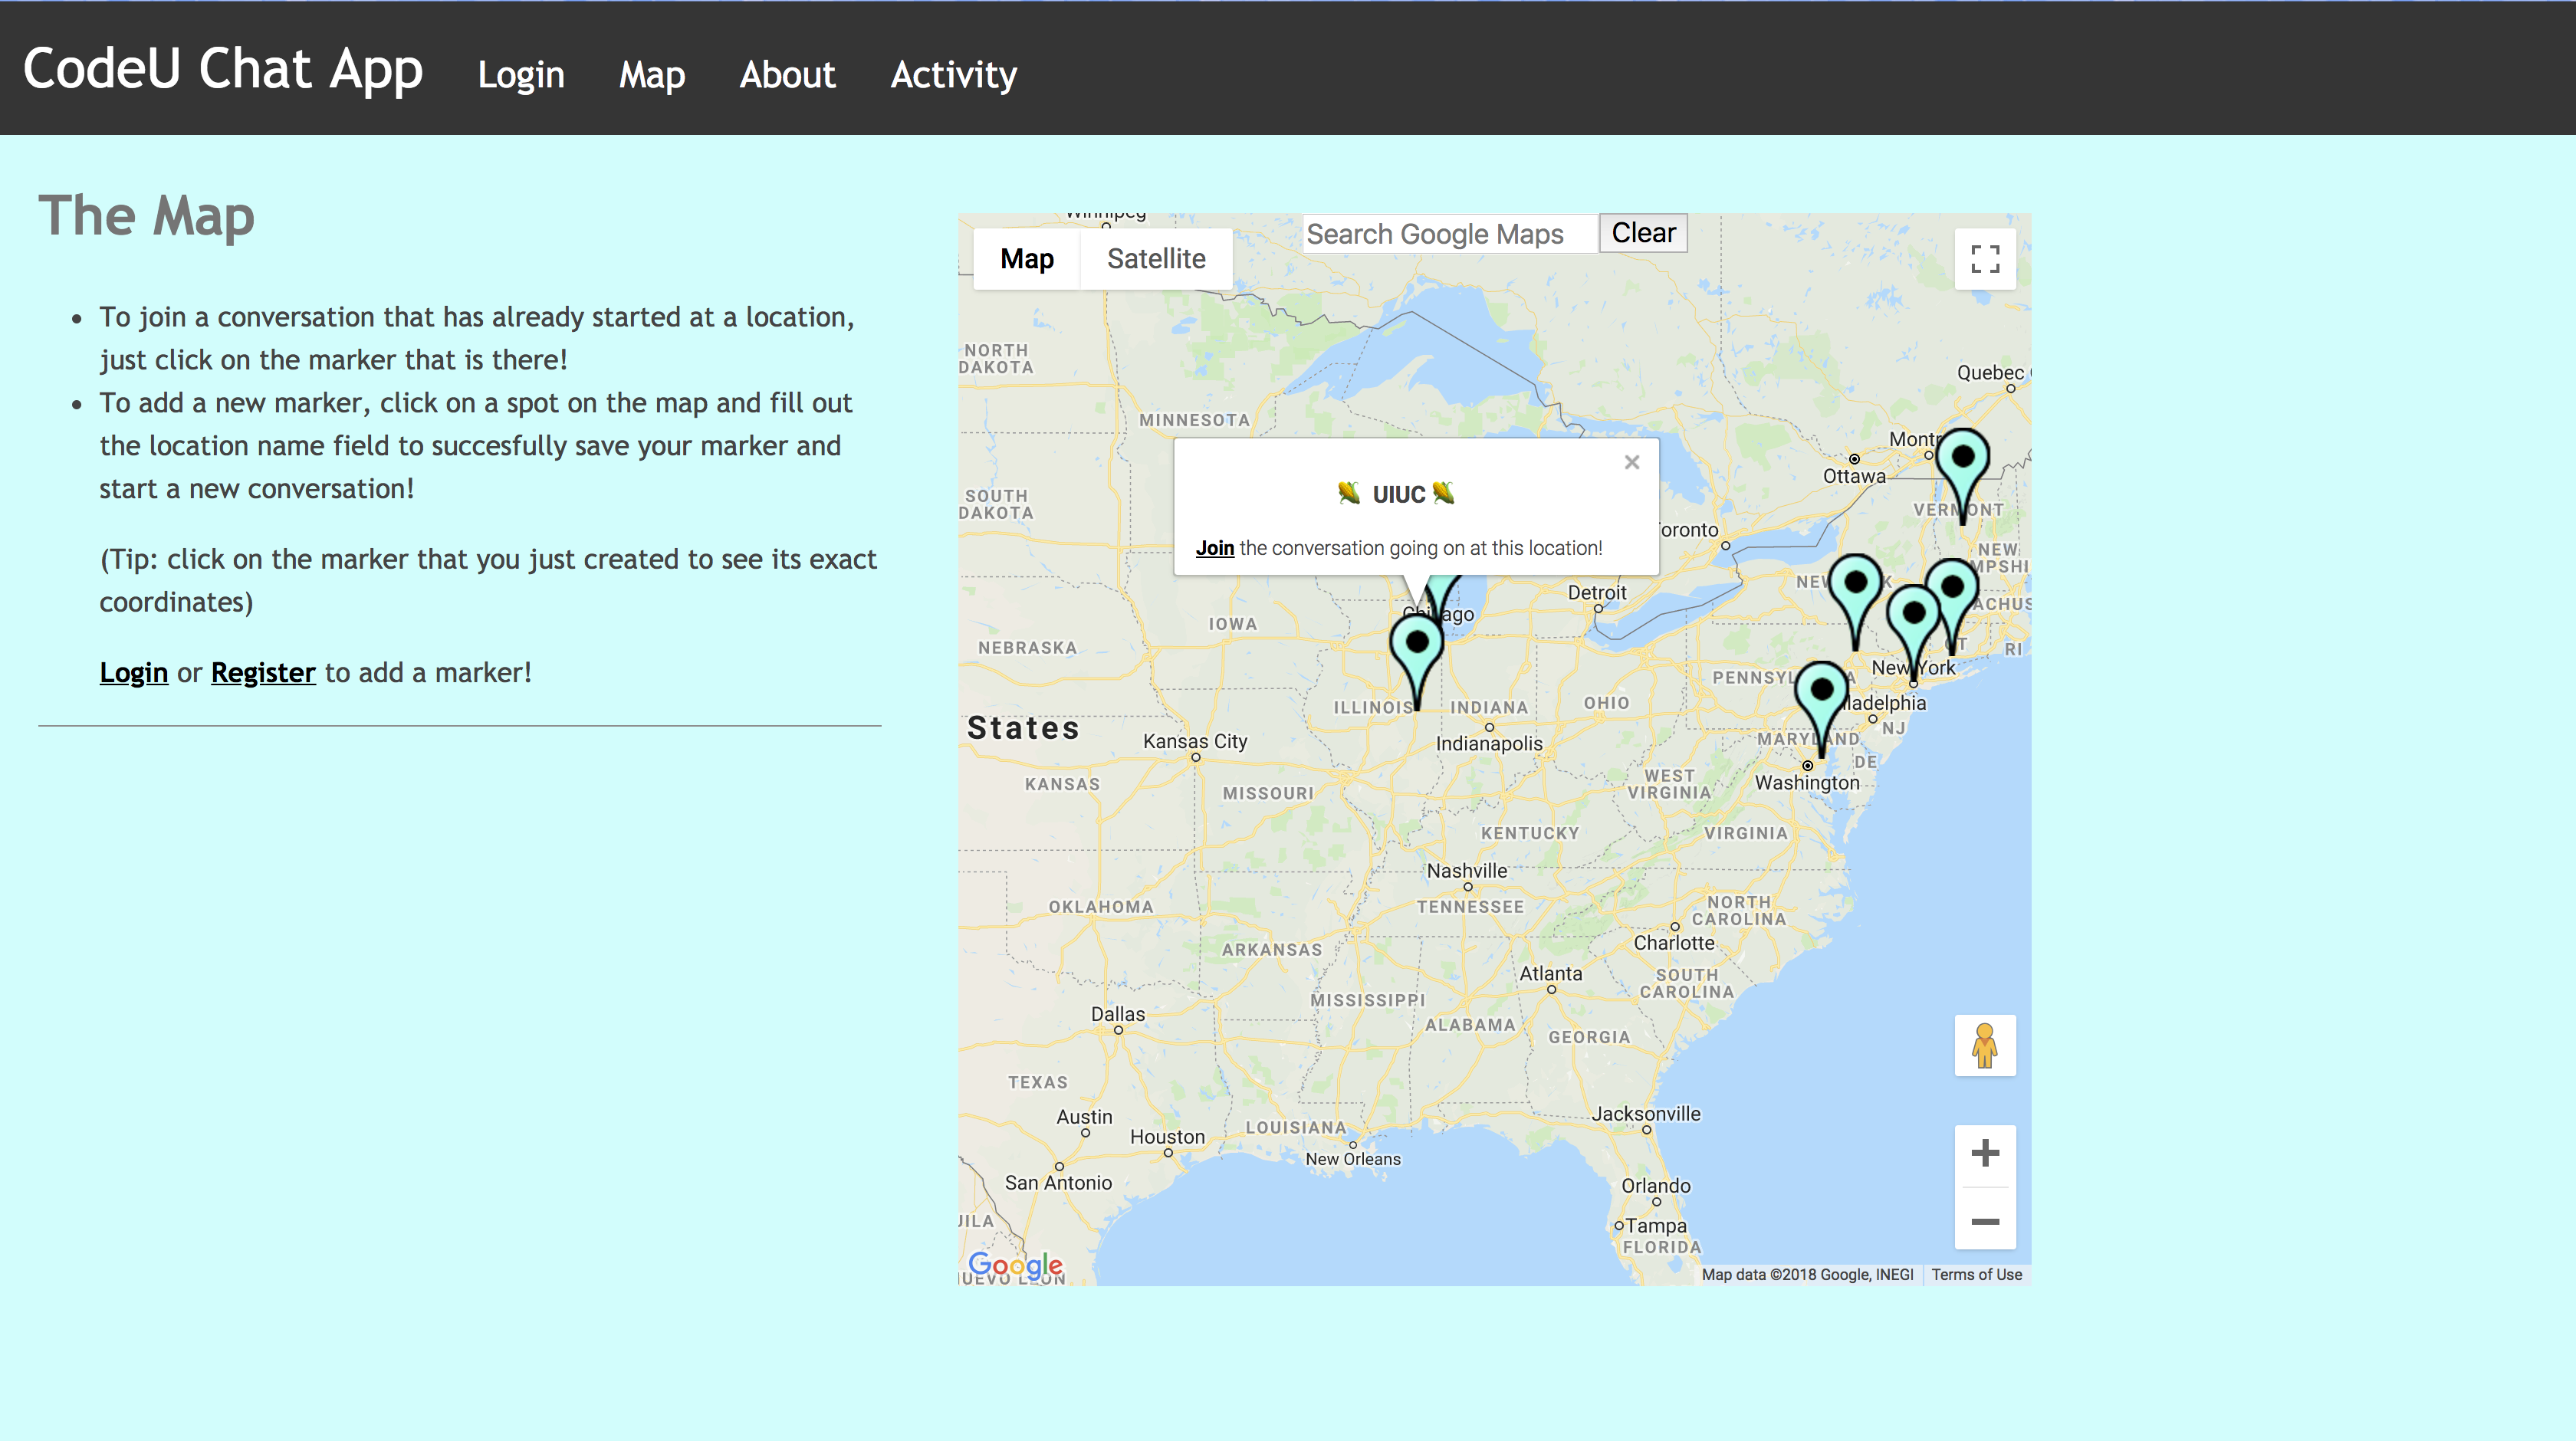 CodeU Chat App Login Map About Activity
The Map
To join a conversation that has already started at a location,
just click on the marker that is there!
To add a new marker, click on a spot on the map and fill out
the location name field to succesfully save your marker and
start a new conversation!
(Tip: click on the marker that you just created to see its exact
coordinates)
Login or Register to add a marker!
Winnipeg
Search Google Maps Clear
Map Satellite
NORTH
DAKOTA
Quebec
MINNESOTA
Ottawa
🌽 UIUC 🌽
SOUTH
DAKOTA
VERMONT
Join the conversation going on at this location!
NEW
Detroit
Chicago
IOWA
NEBRASKA
RI
New York
ILLINOIS
INDIANA
OHIO
States
Kansas City
Indianapolis
MARYLAND
NJ
DE
KANSAS
MISSOURI
WEST
VIRGINIA
Washington
KENTUCKY
VIRGINIA
Nashville
OKLAHOMA
TENNESSEE
NORTH
CAROLINA
ARKANSAS
Charlotte
Atlanta
SOUTH
CAROLINA
MISSISSIPPI
Dallas
ALABAMA
GEORGIA
TEXAS
Austin
Houston
LOUISIANA
Jacksonville
New Orleans
San Antonio
Orlando
Tampa
FLORIDA
Google
Map data ©2018 Google, INEGI Terms of Use